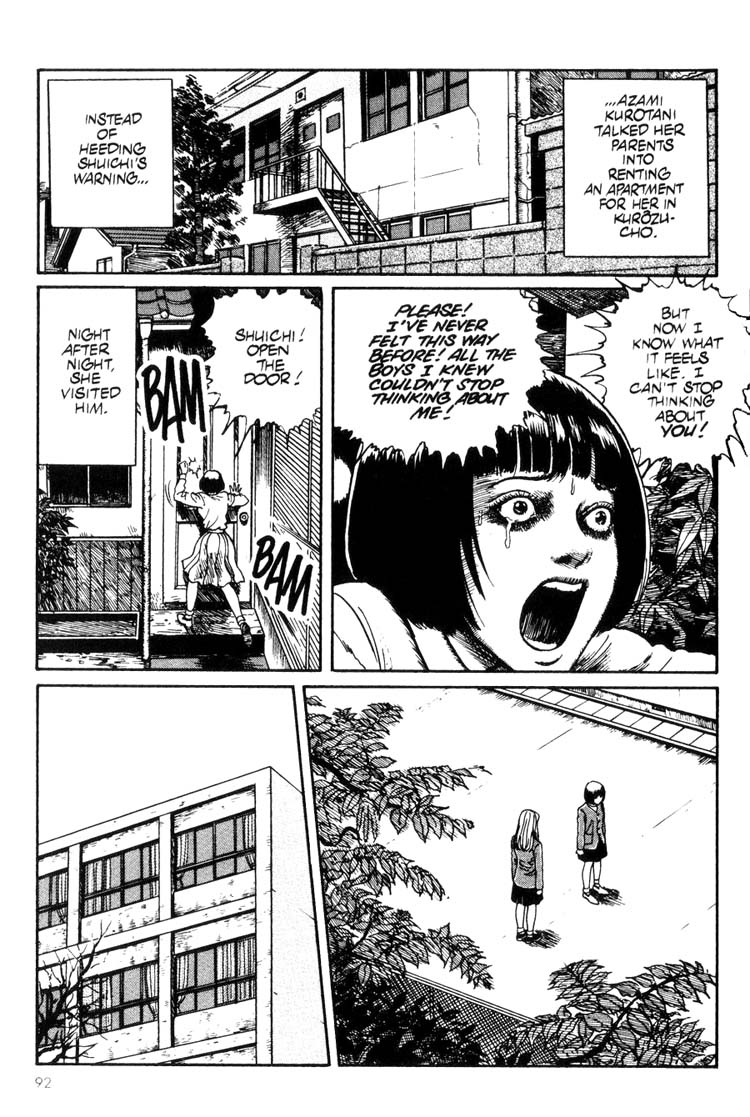 INSTEAD
OF
HEEDING
SHUICHI'S
WARNING...
...AZAMI
KUROTANI
TALKED HER
PARENTS
INTO
RENTING
AN APARTMENT
FOR HER IN
KURÔZU-
CHO.
NIGHT
AFTER
NIGHT,
SHE
VISITED
HIM.
BAM
SHUICHI!
OPEN
THE
DOOR!
BAM
PLEASE!
I'VE NEVER
FELT THIS WAY
BEFORE! ALL THE
BOYS I KNEW
COULDN'T STOP
THINKING ABOUT
ME!
BUT
NOW I
KNOW WHAT
IT FEELS
LIKE. I
CAN'T STOP
THINKING
ABOUT
YOU!
92